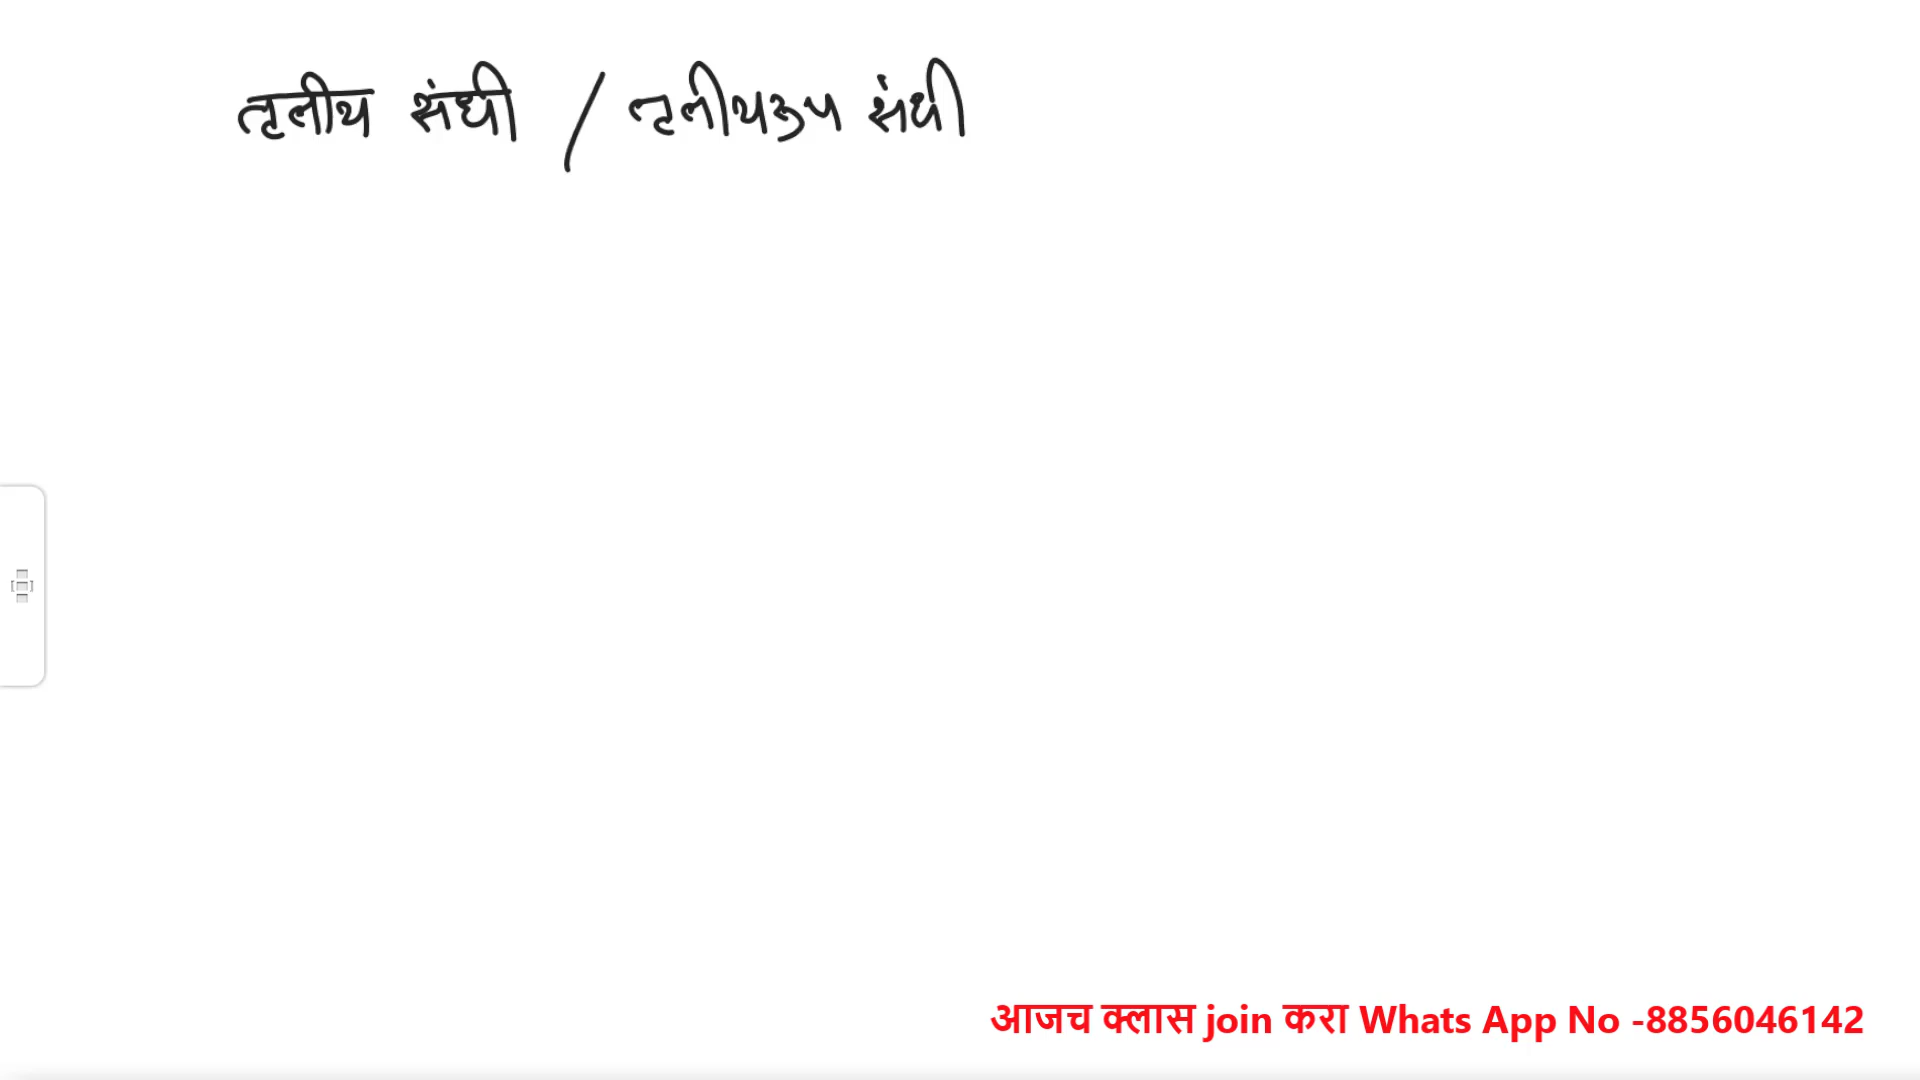 तृतीय संधी / तृतीयरुप संधी
आजच क्लास join करा Whats App No -8856046142